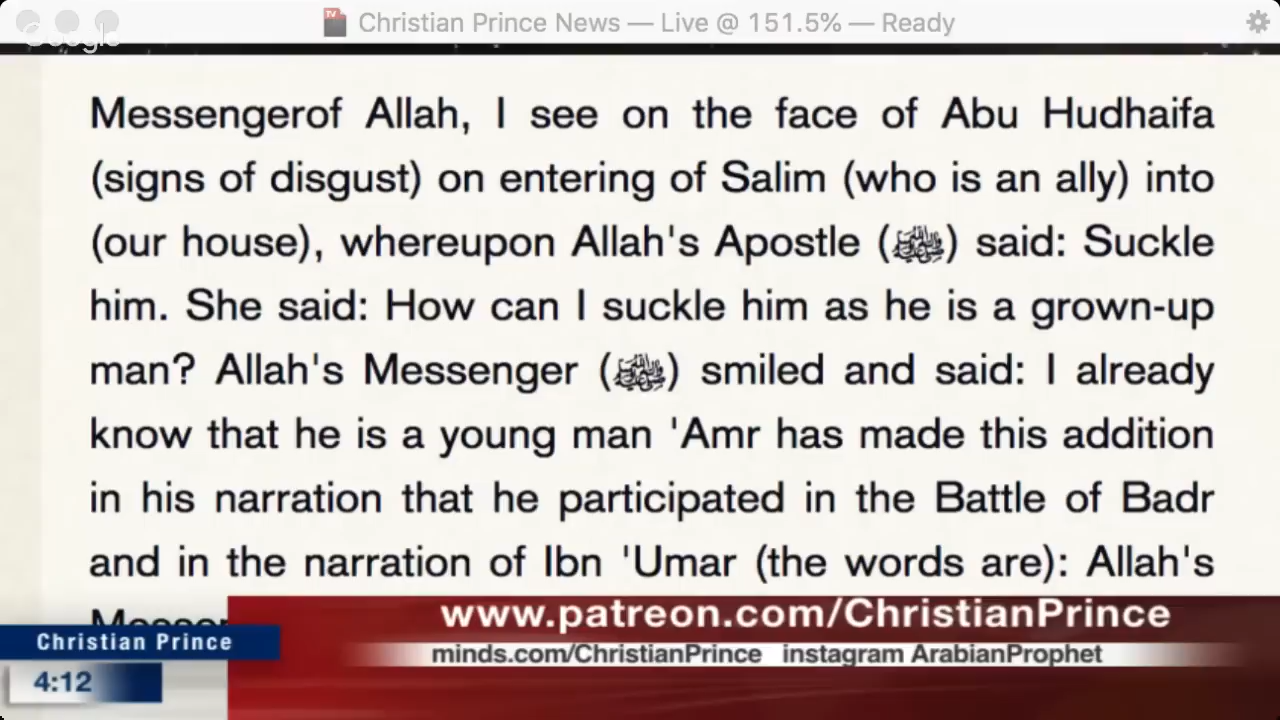 Christian Prince News — Live @ 151.5% — Ready
Google
Messengerof Allah, I see on the face of Abu Hudhaifa
(signs of disgust) on entering of Salim (who is an ally) into
(our house), whereupon Allah's Apostle (ﷺ) said: Suckle
him. She said: How can I suckle him as he is a grown-up
man? Allah's Messenger (ﷺ) smiled and said: I already
know that he is a young man 'Amr has made this addition
in his narration that he participated in the Battle of Badr
and in the narration of Ibn 'Umar (the words are): Allah's
www.patreon.com/ChristianPrince
Christian Prince
minds.com/ChristianPrince instagram ArabianProphet
4:12